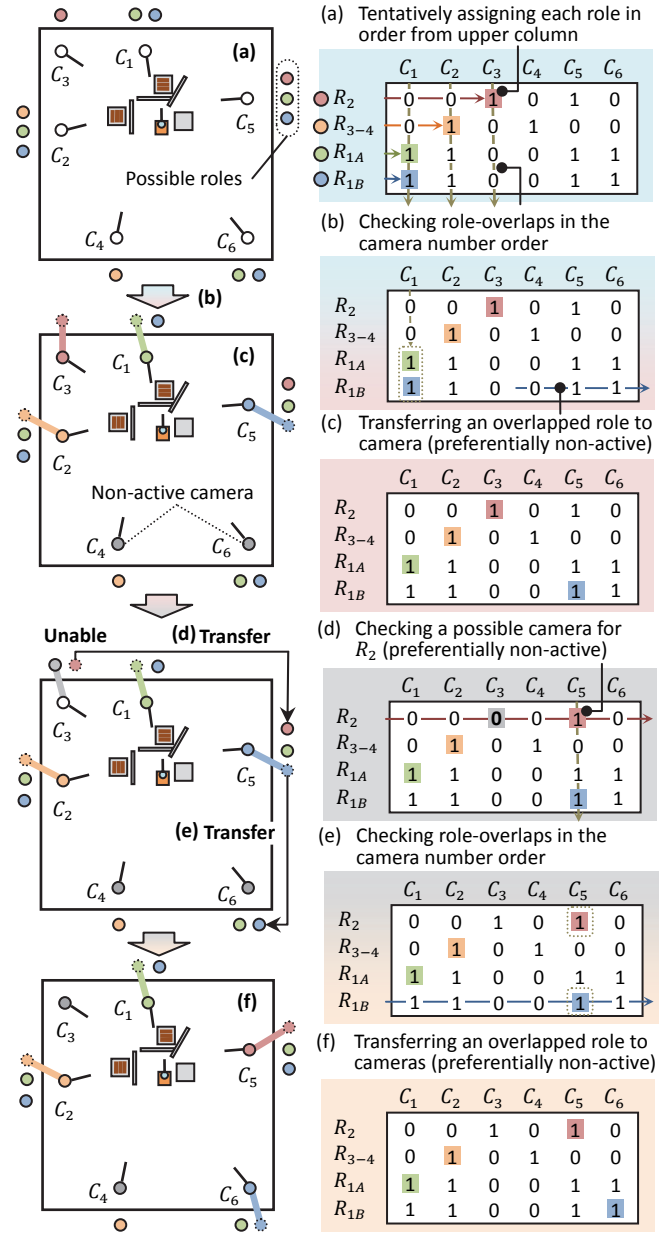 (a)
C1
C3
C5
C2
Possible roles
C4
C6
(b)
(c)
C1
C3
C5
C2
Non-active camera
C4
C6
Unable
(d) Transfer
C1
C3
C5
C2
(e) Transfer
C4
C6
(f)
C1
C3
C5
C2
C4
C6
(a) Tentatively assigning each role in
order from upper column
C1 C2 C3 C4 C5 C6
R2 0 0 1 0 1 0
R3−4 0 1 0 1 0 0
R1A 1 1 0 0 1 1
R1B 1 1 0 0 1 1
(b) Checking role-overlaps in the
camera number order
C1 C2 C3 C4 C5 C6
R2 0 0 1 0 1 0
R3−4 0 1 0 1 0 0
R1A 1 1 0 0 1 1
R1B 1 1 0 0 1 1
(c) Transferring an overlapped role to
camera (preferentially non-active)
C1 C2 C3 C4 C5 C6
R2 0 0 1 0 1 0
R3−4 0 1 0 1 0 0
R1A 1 1 0 0 1 1
R1B 1 1 0 0 1 1
(d) Checking a possible camera for
R2 (preferentially non-active)
C1 C2 C3 C4 C5 C6
R2 0 0 0 0 1 0
R3−4 0 1 0 1 0 0
R1A 1 1 0 0 1 1
R1B 1 1 0 0 1 1
(e) Checking role-overlaps in the
camera number order
C1 C2 C3 C4 C5 C6
R2 0 0 1 0 1 0
R3−4 0 1 0 1 0 0
R1A 1 1 0 0 1 1
R1B 1 1 0 0 1 1
(f) Transferring an overlapped role to
cameras (preferentially non-active)
C1 C2 C3 C4 C5 C6
R2 0 0 1 0 1 0
R3−4 0 1 0 1 0 0
R1A 1 1 0 0 1 1
R1B 1 1 0 0 1 1